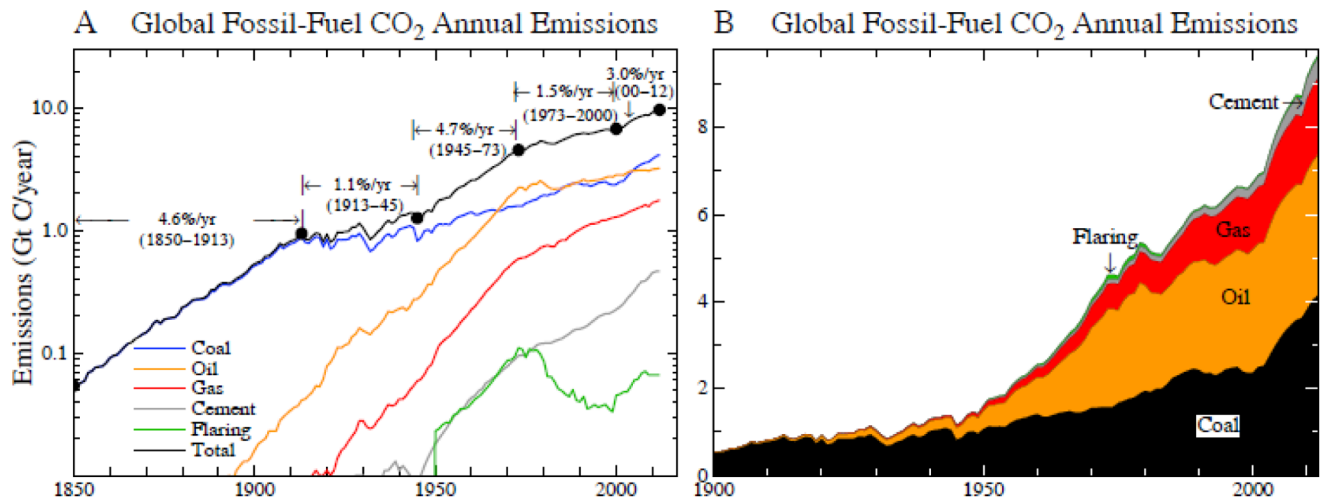 A Global Fossil-Fuel CO₂ Annual Emissions
Emissions (Gt C/year)
10.0
1.0
0.1
4.6%/yr
(1850–1913)
1.1%/yr
(1913–45)
4.7%/yr
(1945–73)
1.5%/yr
(1973–2000)
3.0%/yr
(00–12)
Coal
Oil
Gas
Cement
Flaring
Total
1850 1900 1950 2000
B Global Fossil-Fuel CO₂ Annual Emissions
8
6
4
2
0
Cement
Flaring
Gas
Oil
Coal
1900 1950 2000